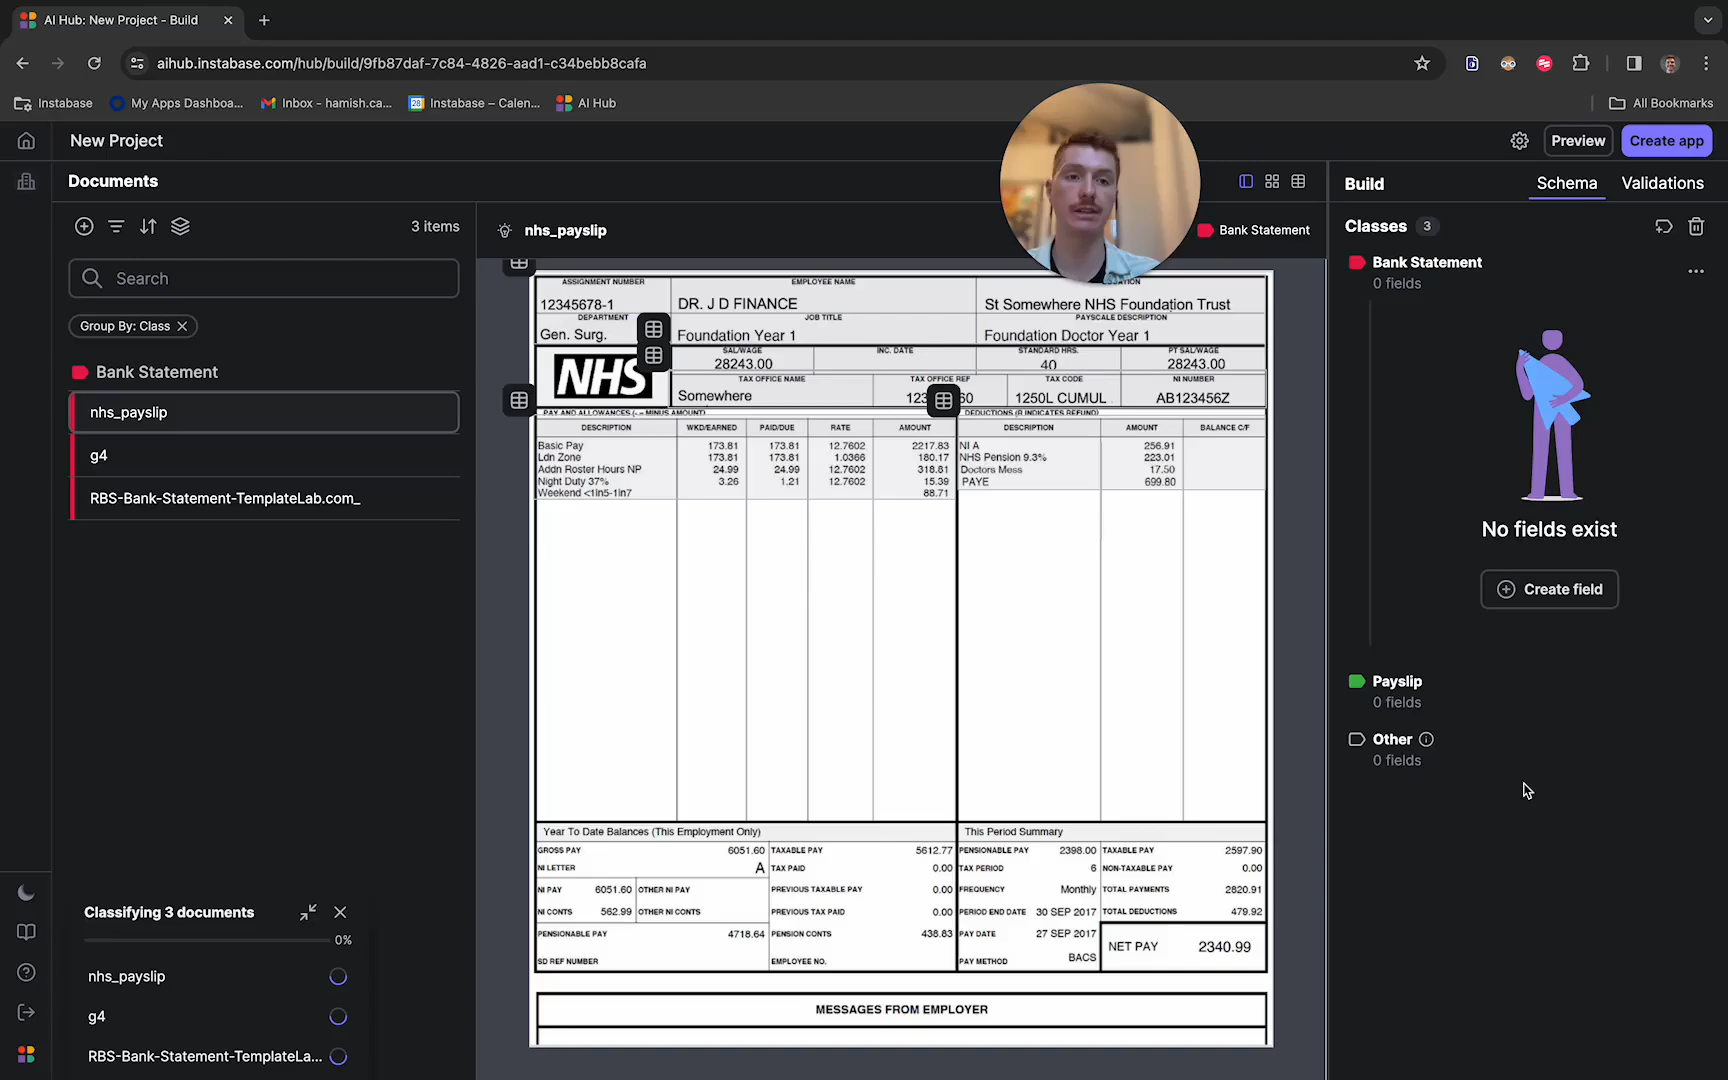 AI Hub: New Project - Build
aihub.instabase.com/hub/build/9fb87daf-7c84-4826-aad1-c34bebb8cafa
Instabase My Apps Dashboa... Inbox - hamish.ca... Instabase – Calen... AI Hub All Bookmarks
New Project Preview Create app
Documents
3 items
Search
Group By: Class
Bank Statement
nhs_payslip
g4
RBS-Bank-Statement-TemplateLab.com_
Classifying 3 documents
0%
nhs_payslip
g4
RBS-Bank-Statement-TemplateLa...
nhs_payslip Bank Statement
ASSIGNMENT NUMBER EMPLOYEE NAME
12345678-1 DR. J D FINANCE St Somewhere NHS Foundation Trust
DEPARTMENT JOB TITLE PAYSCALE DESCRIPTION
Gen. Surg. Foundation Year 1 Foundation Doctor Year 1
NHS
SAL/WAGE INC. DATE STANDARD HRS. PT SAL/WAGE
28243.00 40 28243.00
TAX OFFICE NAME TAX OFFICE REF TAX CODE NI NUMBER
Somewhere 123 60 1250L CUMUL AB123456Z
PAY AND ALLOWANCES (- = MINUS AMOUNT) DEDUCTIONS (R INDICATES REFUND)
DESCRIPTION WKD/EARNED PAID/DUE RATE AMOUNT DESCRIPTION AMOUNT BALANCE C/F
Basic Pay 173.81 173.81 12.7602 2217.83 NI A 256.91
Ldn Zone 173.81 173.81 1.0366 180.17 NHS Pension 9.3% 223.01
Addn Roster Hours NP 24.99 24.99 12.7602 318.81 Doctors Mess 17.50
Night Duty 37% 3.26 1.21 12.7602 15.39 PAYE 699.80
Weekend <1in5-1in7 88.71
Year To Date Balances (This Employment Only) This Period Summary
GROSS PAY 6051.60 TAXABLE PAY 5612.77 PENSIONABLE PAY 2398.00 TAXABLE PAY 2597.90
NI LETTER A TAX PAID 0.00 TAX PERIOD 6 NON-TAXABLE PAY 0.00
NI PAY 6051.60 OTHER NI PAY PREVIOUS TAXABLE PAY 0.00 FREQUENCY Monthly TOTAL PAYMENTS 2820.91
NI CONTS 562.99 OTHER NI CONTS PREVIOUS TAX PAID 0.00 PERIOD END DATE 30 SEP 2017 TOTAL DEDUCTIONS 479.92
PENSIONABLE PAY 4718.64 PENSION CONTS 438.83 PAY DATE 27 SEP 2017 NET PAY 2340.99
SD REF NUMBER EMPLOYEE NO. PAY METHOD BACS
MESSAGES FROM EMPLOYER
Build Schema Validations
Classes 3
Bank Statement
0 fields
No fields exist
Create field
Payslip
0 fields
Other
0 fields